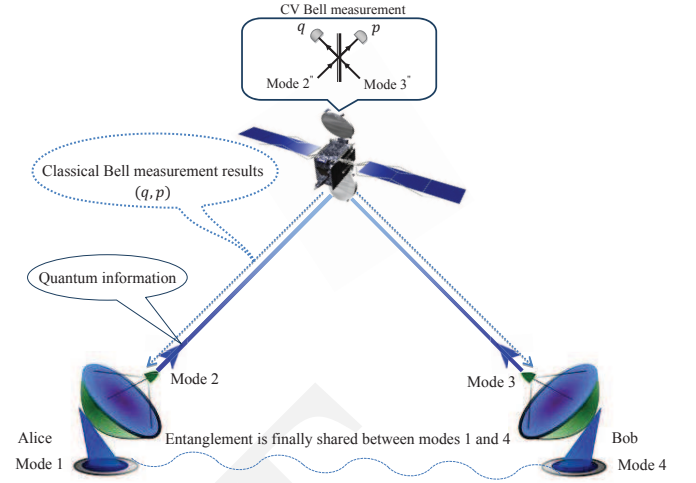 CV Bell measurement
q p
Mode 2" Mode 3"
Classical Bell measurement results
(q, p)
Quantum information
Mode 2 Mode 3
Alice Entanglement is finally shared between modes 1 and 4 Bob
Mode 1 Mode 4